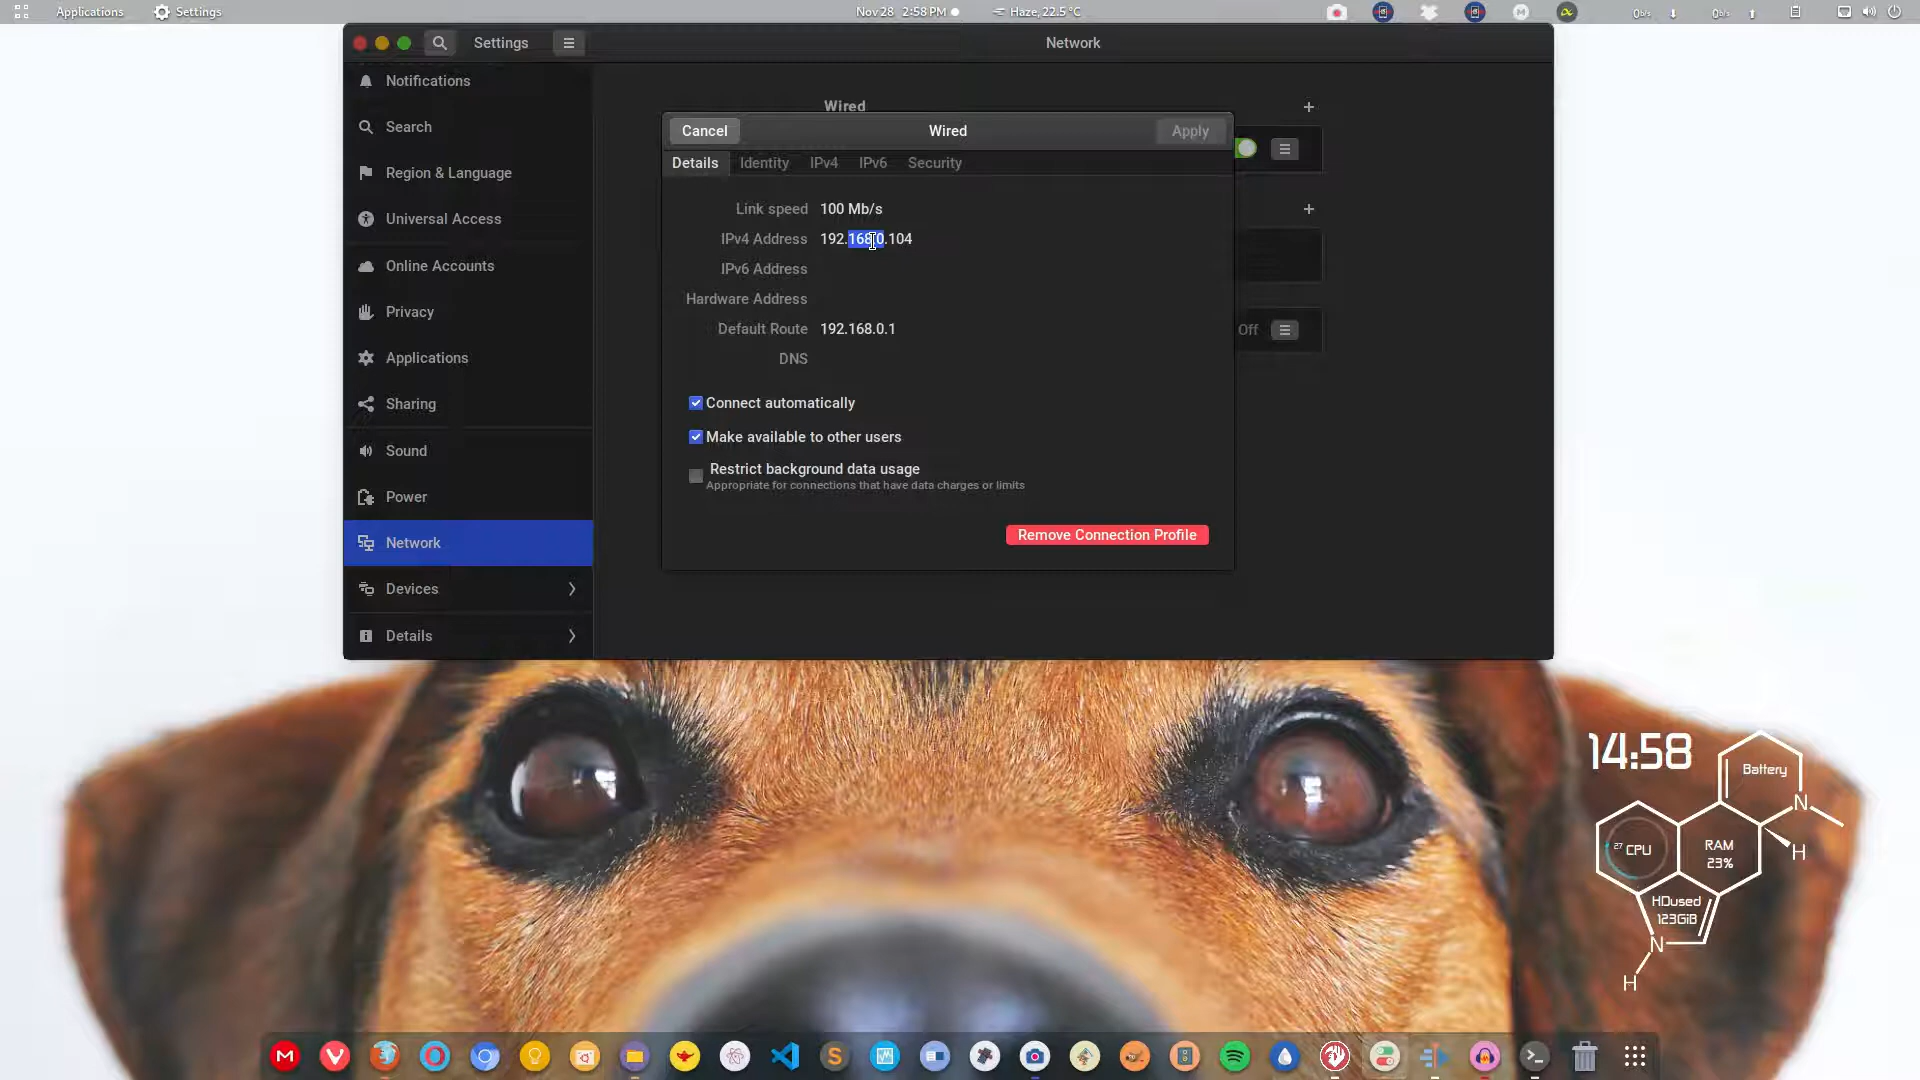 Applications
Settings
Nov 28 2:58 PM
Haze, 22.5 °C
0b/s
0b/s
Settings
Network
Notifications
Search
Region & Language
Universal Access
Online Accounts
Privacy
Applications
Sharing
Sound
Power
Network
Devices
Details
Wired
Cancel
Wired
Apply
Details
Identity
IPv4
IPv6
Security
Link speed 100 Mb/s
IPv4 Address 192.168.0.104
IPv6 Address
Hardware Address
Default Route 192.168.0.1
DNS
Connect automatically
Make available to other users
Restrict background data usage
Appropriate for connections that have data charges or limits
Remove Connection Profile
Off
14:58
Battery
N
27 CPU
RAM
23%
H
HDused
123GiB
N
H